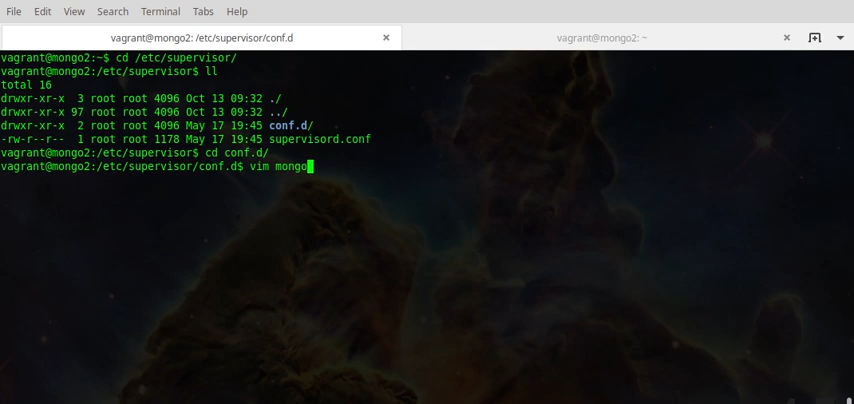 File Edit View Search Terminal Tabs Help
vagrant@mongo2: /etc/supervisor/conf.d
vagrant@mongo2: ~
vagrant@mongo2:~$ cd /etc/supervisor/
vagrant@mongo2:/etc/supervisor$ ll
total 16
drwxr-xr-x  3 root root 4096 Oct 13 09:32 ./
drwxr-xr-x 97 root root 4096 Oct 13 09:32 ../
drwxr-xr-x  2 root root 4096 May 17 19:45 conf.d/
-rw-r--r--  1 root root 1178 May 17 19:45 supervisord.conf
vagrant@mongo2:/etc/supervisor$ cd conf.d/
vagrant@mongo2:/etc/supervisor/conf.d$ vim mongo